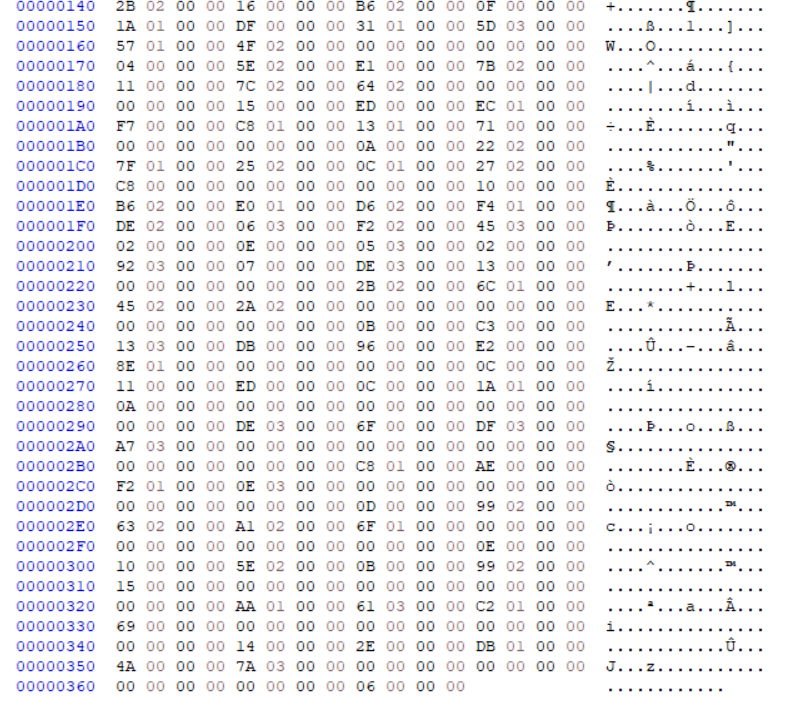 00000140 2B 02 00 00 16 00 00 00 B6 02 00 00 0F 00 00 00 +.......¶.......
00000150 1A 01 00 00 DF 00 00 00 31 01 00 00 5D 03 00 00 ....ß...1...]...
00000160 57 01 00 00 4F 02 00 00 00 00 00 00 00 00 00 00 W...O...........
00000170 04 00 00 00 5E 02 00 00 E1 00 00 00 7B 02 00 00 ....^...á...{...
00000180 11 00 00 00 7C 02 00 00 64 02 00 00 00 00 00 00 ....|...d.......
00000190 00 00 00 00 15 00 00 00 ED 00 00 00 EC 01 00 00 ........í...ì...
000001A0 F7 00 00 00 C8 01 00 00 13 01 00 00 71 00 00 00 ÷...È.......q...
000001B0 00 00 00 00 00 00 00 00 0A 00 00 00 22 02 00 00 ............"...
000001C0 7F 01 00 00 25 02 00 00 0C 01 00 00 27 02 00 00 ....%.......'...
000001D0 C8 00 00 00 00 00 00 00 00 00 00 00 10 00 00 00 È...............
000001E0 B6 02 00 00 E0 01 00 00 D6 02 00 00 F4 01 00 00 ¶...à...Ö...ô...
000001F0 DE 02 00 00 06 03 00 00 F2 02 00 00 45 03 00 00 Þ.......ò...E...
00000200 02 00 00 00 0E 00 00 00 05 03 00 00 02 00 00 00 ................
00000210 92 03 00 00 07 00 00 00 DE 03 00 00 13 00 00 00 ’.......Þ.......
00000220 00 00 00 00 00 00 00 00 2B 02 00 00 6C 01 00 00 ........+...l...
00000230 45 02 00 00 2A 02 00 00 00 00 00 00 00 00 00 00 E...*...........
00000240 00 00 00 00 00 00 00 00 0B 00 00 00 C3 00 00 00 ............Ã...
00000250 13 03 00 00 DB 00 00 00 96 00 00 00 E2 00 00 00 ....Û...–...â...
00000260 8E 01 00 00 00 00 00 00 00 00 00 00 0C 00 00 00 Ž...............
00000270 11 00 00 00 ED 00 00 00 0C 00 00 00 1A 01 00 00 ....í...........
00000280 0A 00 00 00 00 00 00 00 00 00 00 00 00 00 00 00 ................
00000290 00 00 00 00 DE 03 00 00 6F 00 00 00 DF 03 00 00 ....Þ...o...ß...
000002A0 A7 03 00 00 00 00 00 00 00 00 00 00 00 00 00 00 §...............
000002B0 00 00 00 00 00 00 00 00 C8 01 00 00 AE 00 00 00 ........È...®...
000002C0 F2 01 00 00 0E 03 00 00 00 00 00 00 00 00 00 00 ò...............
000002D0 00 00 00 00 00 00 00 00 0D 00 00 00 99 02 00 00 ............™...
000002E0 63 02 00 00 A1 02 00 00 6F 01 00 00 00 00 00 00 c...¡...o.......
000002F0 00 00 00 00 00 00 00 00 00 00 00 00 0E 00 00 00 ................
00000300 10 00 00 00 5E 02 00 00 0B 00 00 00 99 02 00 00 ....^.......™...
00000310 15 00 00 00 00 00 00 00 00 00 00 00 00 00 00 00 ................
00000320 00 00 00 00 AA 01 00 00 61 03 00 00 C2 01 00 00 ....ª...a...Â...
00000330 69 00 00 00 00 00 00 00 00 00 00 00 00 00 00 00 i...............
00000340 00 00 00 00 14 00 00 00 2E 00 00 00 DB 01 00 00 ............Û...
00000350 4A 00 00 00 7A 03 00 00 00 00 00 00 00 00 00 00 J...z...........
00000360 00 00 00 00 00 00 00 00 06 00 00 00 ............